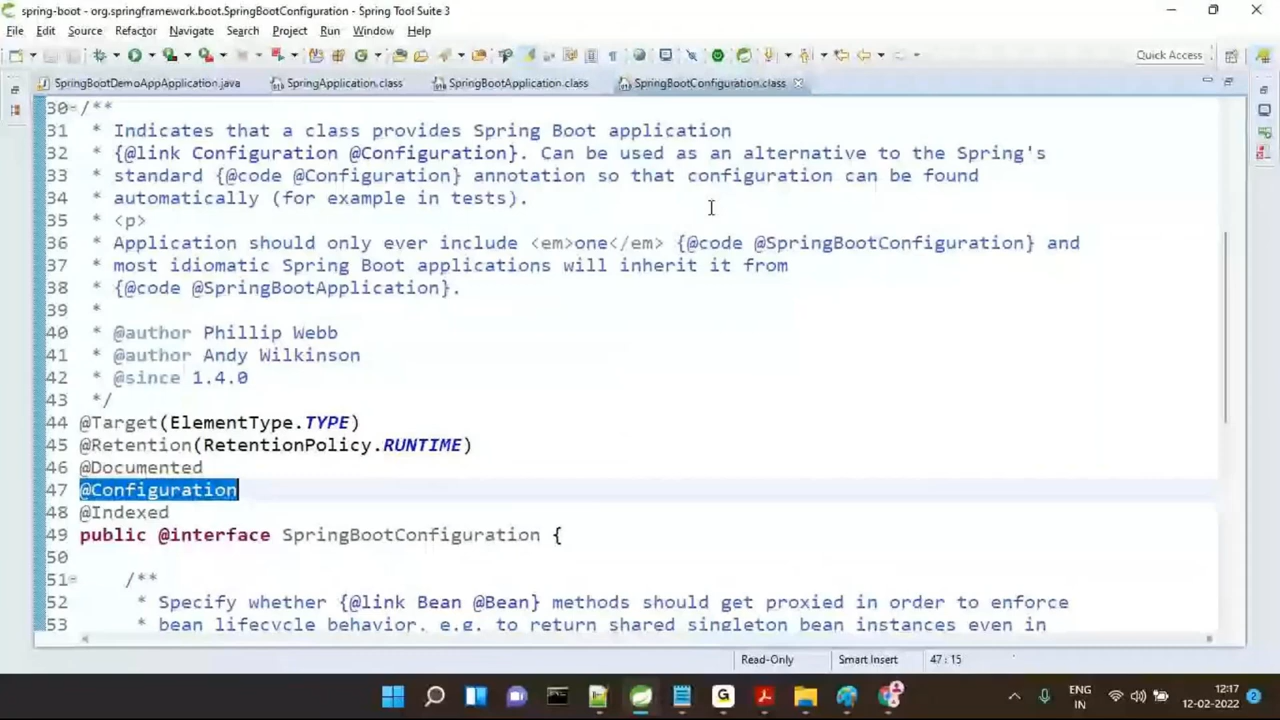 spring-boot - org.springframework.boot.SpringBootConfiguration - Spring Tool Suite 3
File Edit Source Refactor Navigate Search Project Run Window Help
Quick Access
SpringBootDemoAppApplication.java SpringApplication.class SpringBootApplication.class SpringBootConfiguration.class
30 /**
31 * Indicates that a class provides Spring Boot application
32 * {@link Configuration @Configuration}. Can be used as an alternative to the Spring's
33 * standard {@code @Configuration} annotation so that configuration can be found
34 * automatically (for example in tests).
35 * <p>
36 * Application should only ever include <em>one</em> {@code @SpringBootConfiguration} and
37 * most idiomatic Spring Boot applications will inherit it from
38 * {@code @SpringBootApplication}.
39 *
40 * @author Phillip Webb
41 * @author Andy Wilkinson
42 * @since 1.4.0
43 */
44 @Target(ElementType.TYPE)
45 @Retention(RetentionPolicy.RUNTIME)
46 @Documented
47 @Configuration
48 @Indexed
49 public @interface SpringBootConfiguration {
50
51 /**
52 * Specify whether {@link Bean @Bean} methods should get proxied in order to enforce
53 * bean lifecycle behavior, e.g. to return shared singleton bean instances even in
Read-Only Smart Insert 47 : 15
ENG
IN
12:17
12-02-2022
2